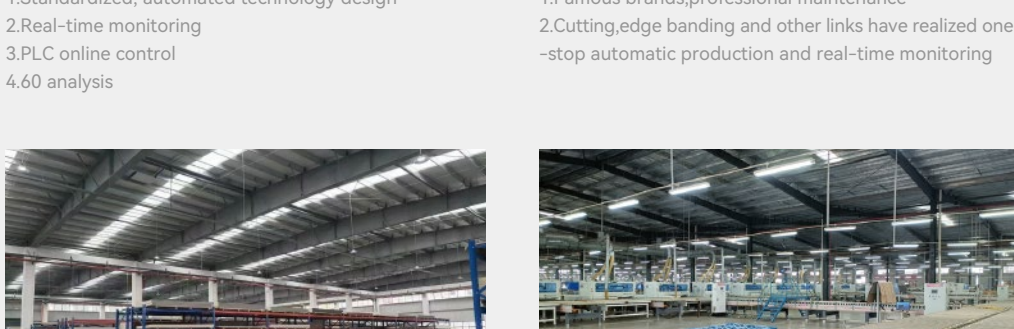 1.Standardized, automated technology design
2.Real-time monitoring
3.PLC online control
4.60 analysis
1.Famous brands,professional maintenance
2.Cutting,edge banding and other links have realized one
-stop automatic production and real-time monitoring